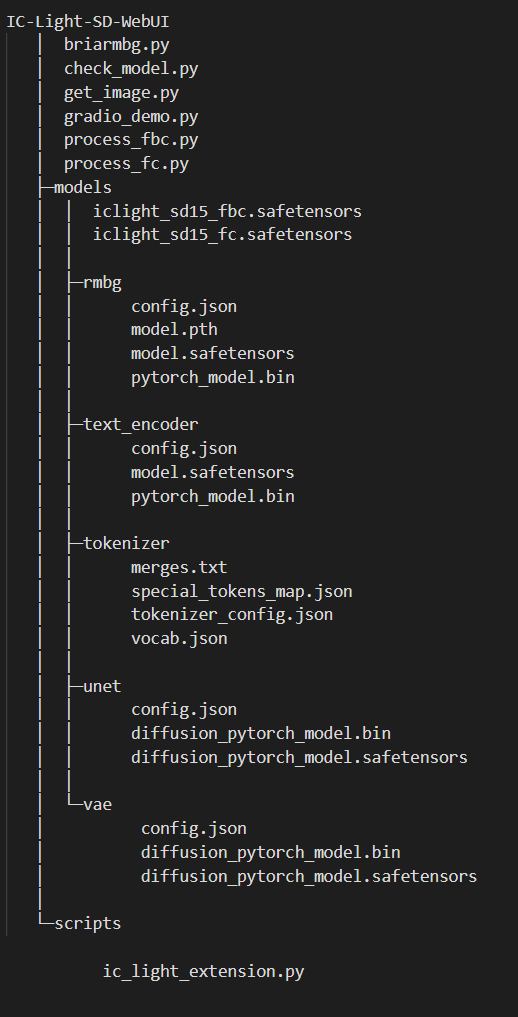 IC-Light-SD-WebUI
briarmbg.py
check_model.py
get_image.py
gradio_demo.py
process_fbc.py
process_fc.py
models
iclight_sd15_fbc.safetensors
iclight_sd15_fc.safetensors
rmbg
config.json
model.pth
model.safetensors
pytorch_model.bin
text_encoder
config.json
model.safetensors
pytorch_model.bin
tokenizer
merges.txt
special_tokens_map.json
tokenizer_config.json
vocab.json
unet
config.json
diffusion_pytorch_model.bin
diffusion_pytorch_model.safetensors
vae
config.json
diffusion_pytorch_model.bin
diffusion_pytorch_model.safetensors
scripts
ic_light_extension.py